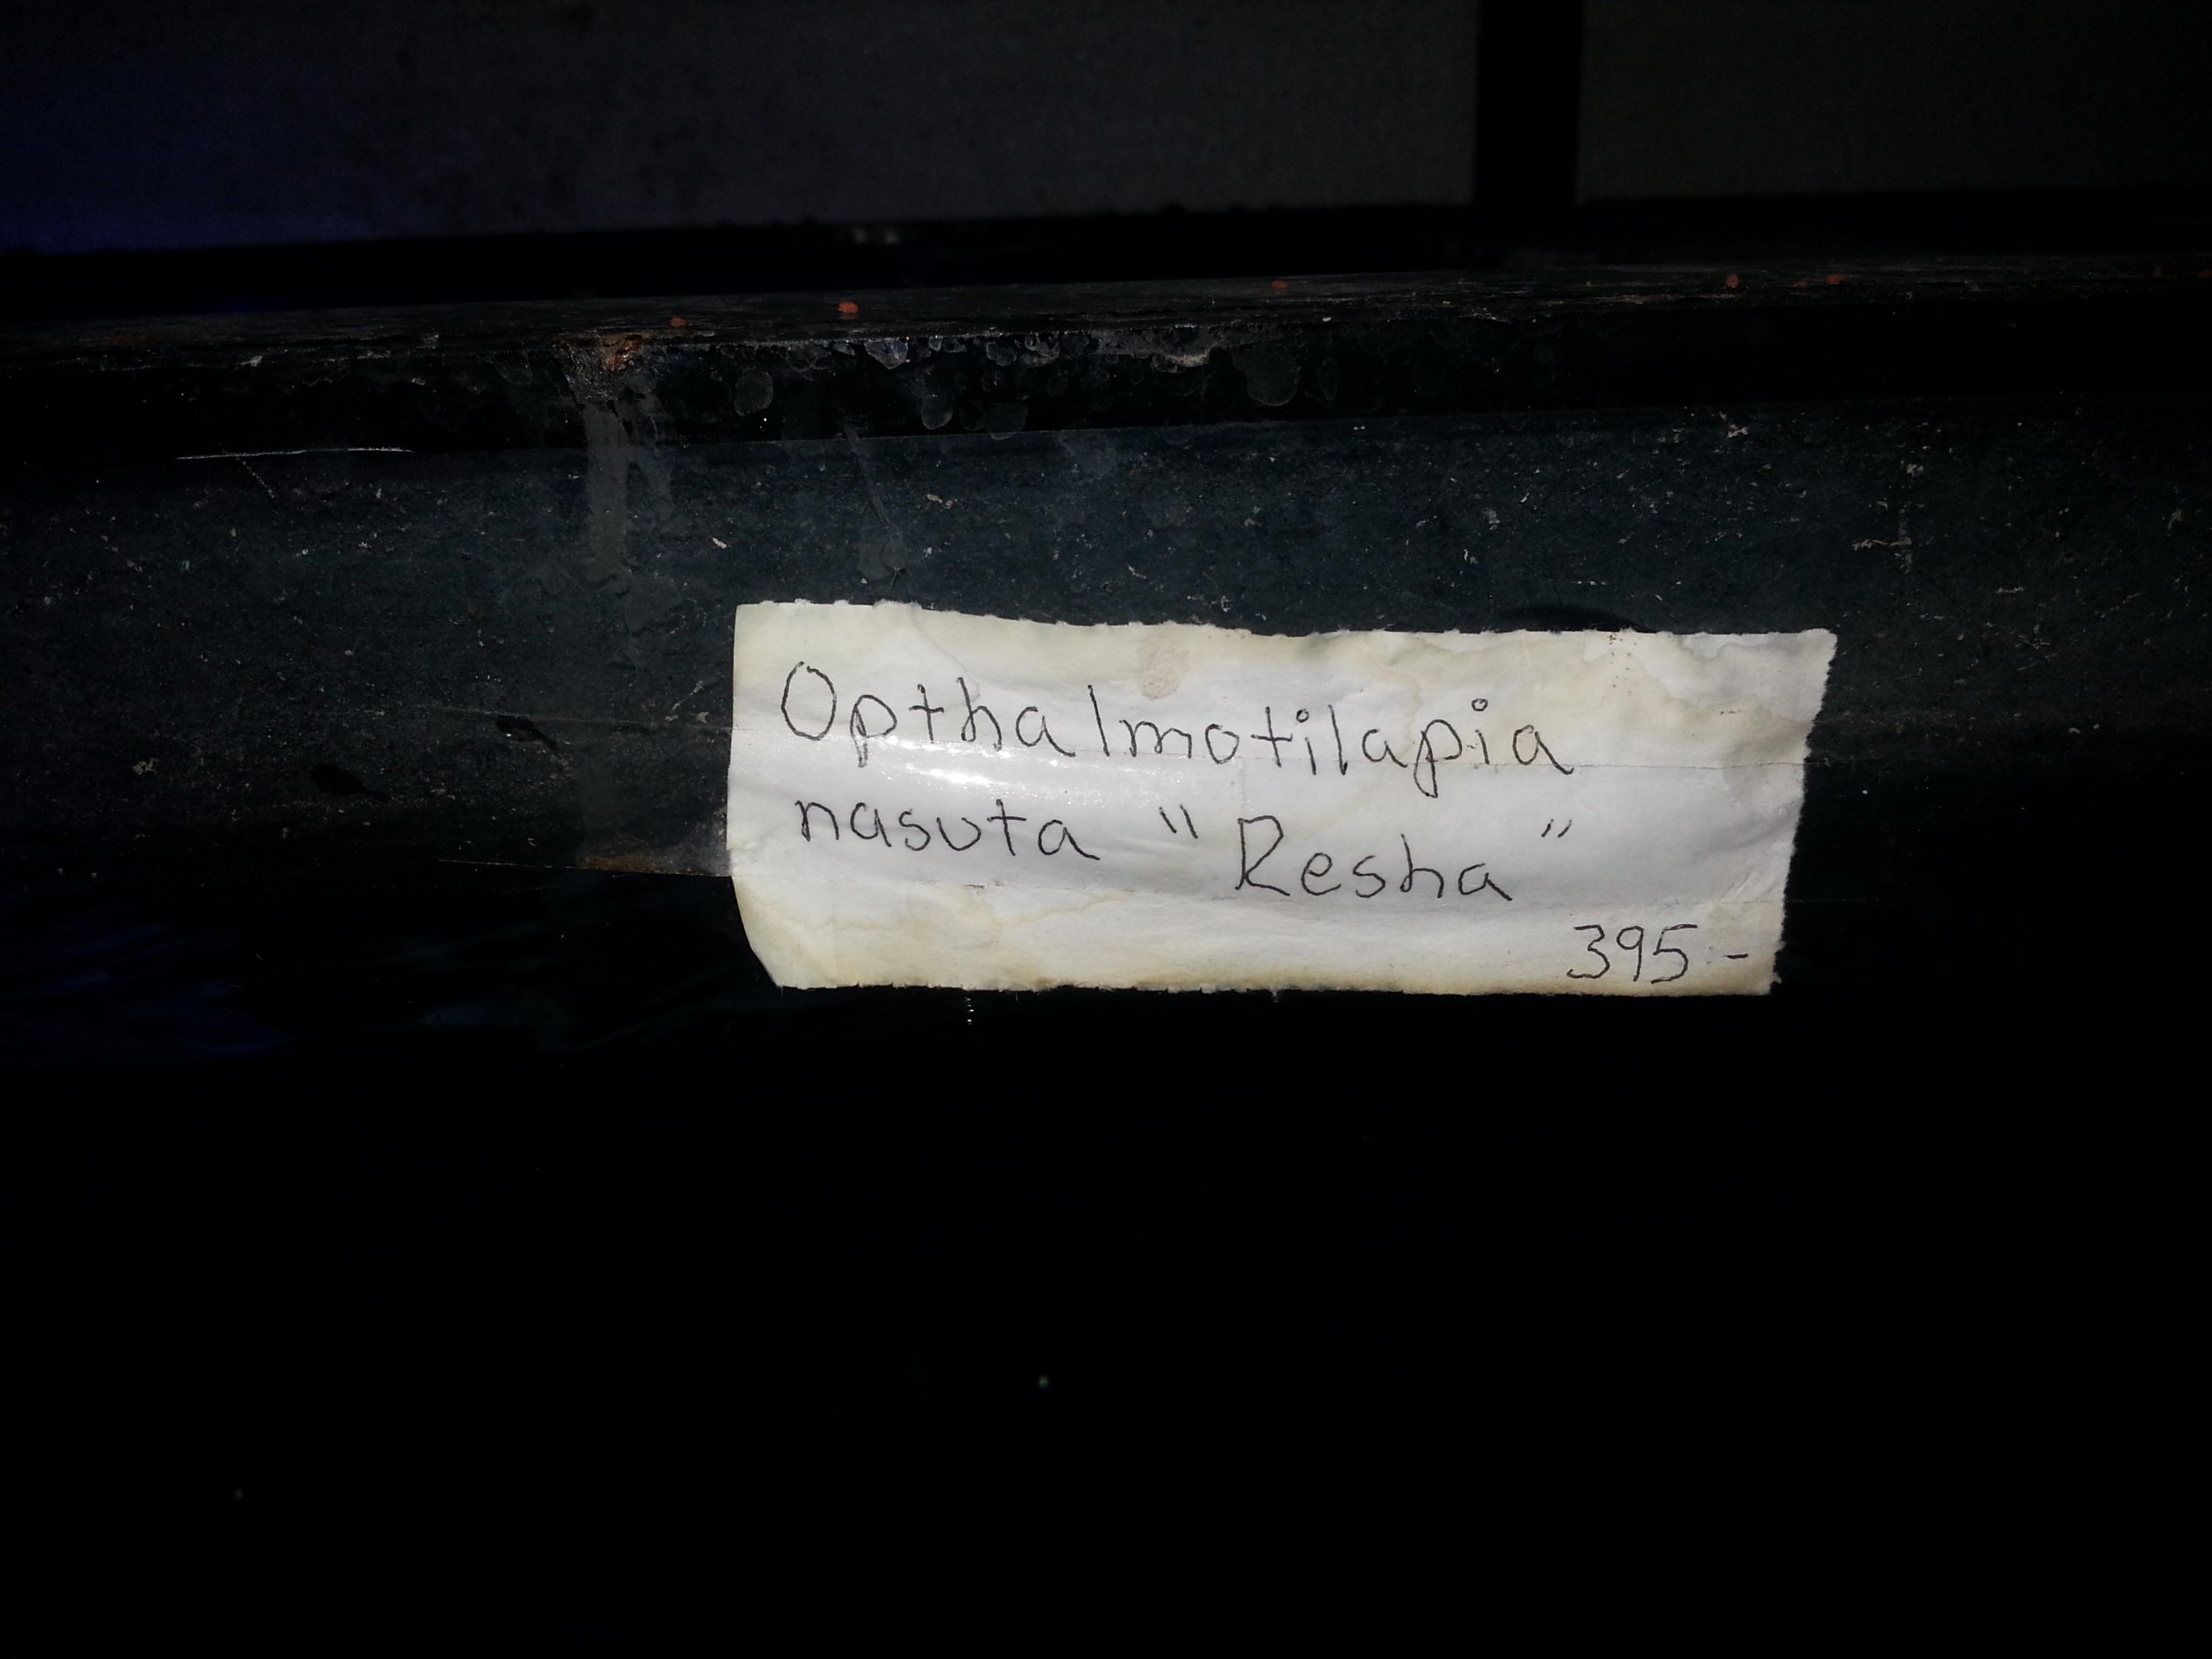 Opthalmotilapia
nasuta "Resha"
395-